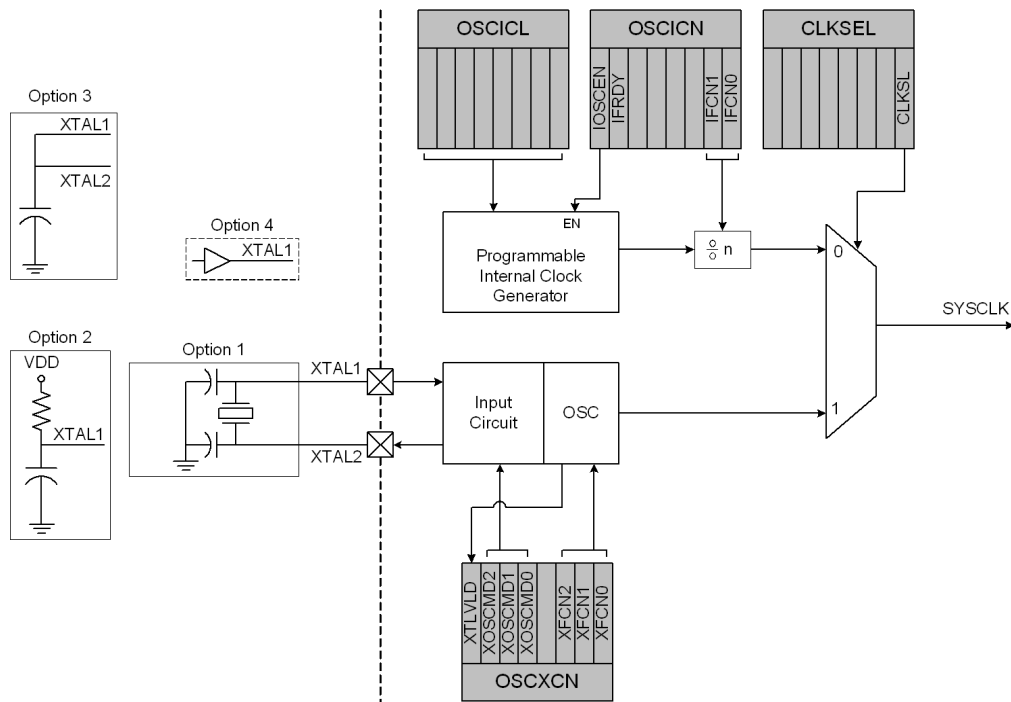 OSCICL
OSCICN
CLKSEL
IOSCEN
IFRDY
IFCN1
IFCN0
CLKSL
Option 3
XTAL1
XTAL2
Option 4
XTAL1
EN
Programmable
Internal Clock
Generator
n
0
SYSCLK
Option 2
VDD
XTAL1
Option 1
XTAL1
XTAL2
Input
Circuit
OSC
1
XTLVLD
XOSCMD2
XOSCMD1
XOSCMD0
XFCN2
XFCN1
XFCN0
OSCXCN